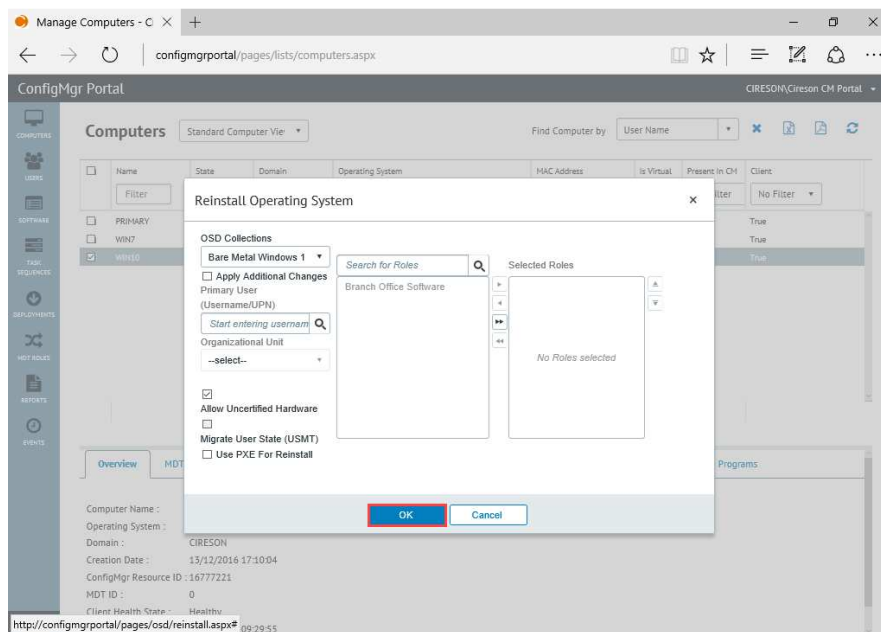 Manage Computers - Ci
configmgrportal/pages/lists/computers.aspx
ConfigMgr Portal
CIRESON\Cireson CM Portal
COMPUTERS
USERS
SOFTWARE
TASK SEQUENCES
DEPLOYMENTS
MDT ROLES
REPORTS
EVENTS
Computers
Standard Computer Vie
Find Computer by
User Name
Name State Domain Operating System MAC Address Is Virtual Present In CM Client
Filter
ilter
No Filter
PRIMARY
True
WIN7
True
True
Reinstall Operating System
OSD Collections
Bare Metal Windows 1
Apply Additional Changes
Primary User
(Username/UPN)
Start entering usernam
Organizational Unit
--select--
Allow Uncertified Hardware
Migrate User State (USMT)
Use PXE For Reinstall
Search for Roles
Branch Office Software
Selected Roles
No Roles selected
OK
Cancel
Overview
MDT
Programs
Computer Name :
Operating System :
Domain : CIRESON
Creation Date : 13/12/2016 17:10:04
ConfigMgr Resource ID : 16777221
MDT ID : 0
Client Health State : Healthy
09:29:55
http://configmgrportal/pages/osd/reinstall.aspx#